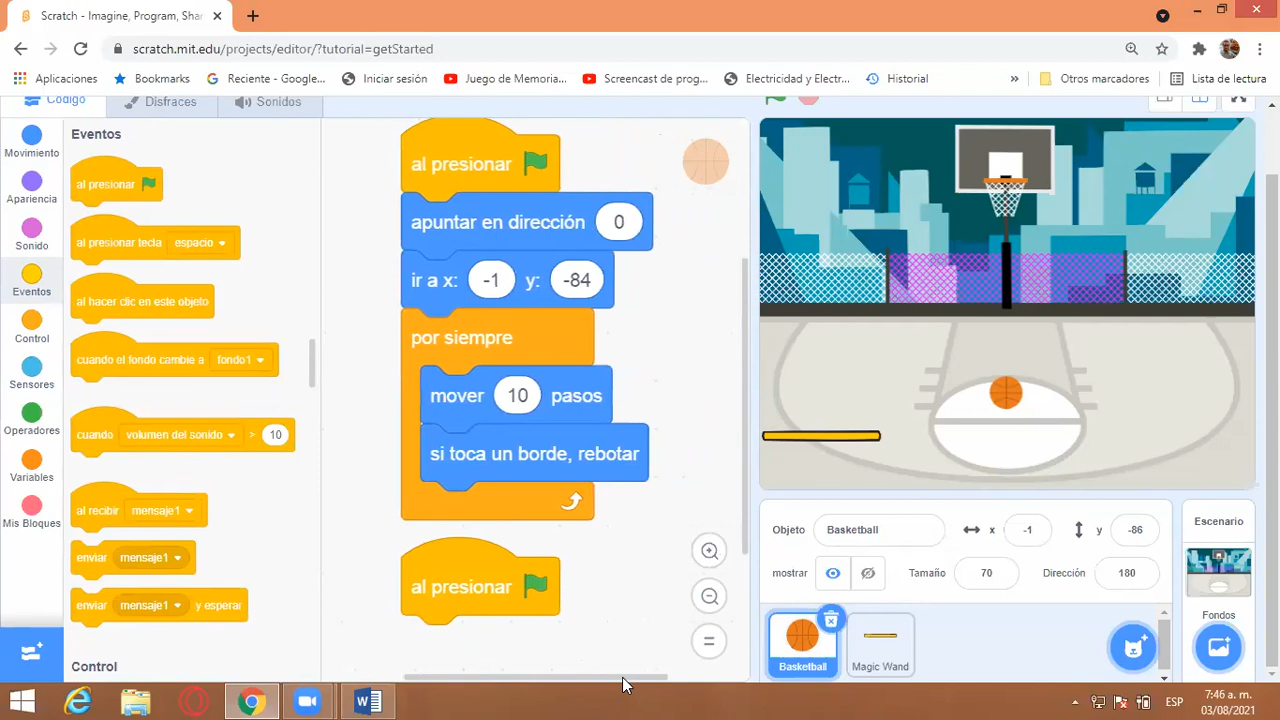 Scratch - Imagine, Program, Shar
scratch.mit.edu/projects/editor/?tutorial=getStarted
Aplicaciones
Bookmarks
Reciente - Google...
Iniciar sesión
Juego de Memoria...
Screencast de prog...
Electricidad y Electr...
Historial
»
Otros marcadores
Lista de lectura
Código
Disfraces
Sonidos
Movimiento
Apariencia
Sonido
Eventos
Control
Sensores
Operadores
Variables
Mis Bloques
Eventos
al presionar
al presionar tecla espacio
al hacer clic en este objeto
cuando el fondo cambie a fondo1
cuando volumen del sonido > 10
al recibir mensaje1
enviar mensaje1
enviar mensaje1 y esperar
Control
al presionar
apuntar en dirección 0
ir a x: -1 y: -84
por siempre
mover 10 pasos
si toca un borde, rebotar
al presionar
Objeto Basketball x -1 y -86
mostrar Tamaño 70 Dirección 180
Basketball
Magic Wand
Escenario
Fondos
ESP
7:46 a. m.
03/08/2021